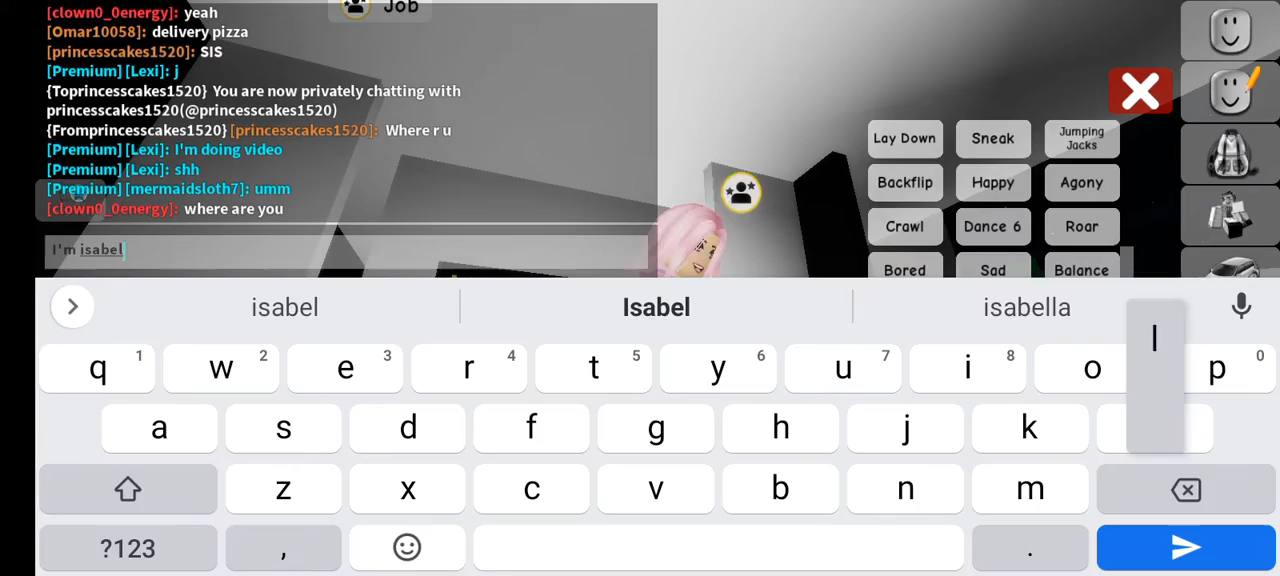 Job
[clown0_0energy]: yeah
[Omar10058]: delivery pizza
[princesscakes1520]: SIS
[Premium] [Lexi]: j
{Toprincesscakes1520} You are now privately chatting with
princesscakes1520(@princesscakes1520)
{Fromprincesscakes1520} [princesscakes1520]: Where r u
[Premium] [Lexi]: I'm doing video
[Premium] [Lexi]: shh
[Premium] [mermaidsloth7]: umm
[clown0_0energy]: where are you
I'm isabel
Lay Down Sneak Jumping Jacks
Backflip Happy Agony
Crawl Dance 6 Roar
Bored Sad Balance
isabel Isabel isabella
l
q 1 w 2 e 3 r 4 t 5 y 6 u 7 i 8 o p 0
a s d f g h j k
z x c v b n m
?123 , .